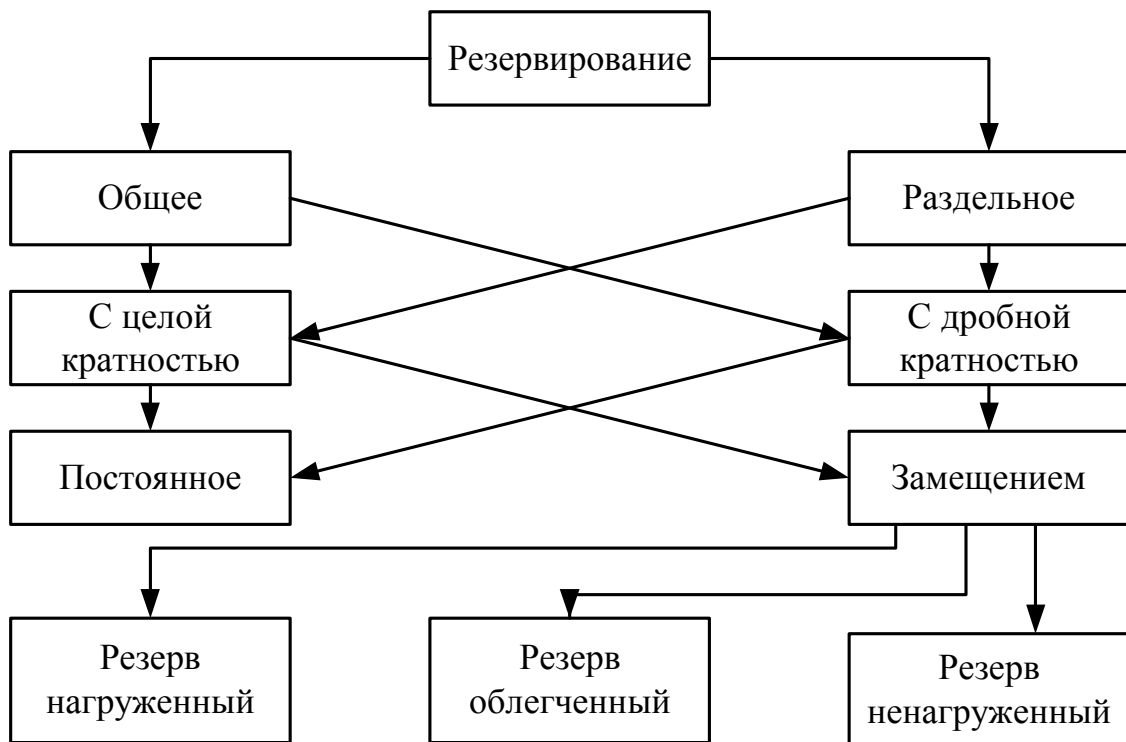 Резервирование
Общее
Раздельное
С целой
кратностью
С дробной
кратностью
Постоянное
Замещением
Резерв
нагруженный
Резерв
облегченный
Резерв
ненагруженный